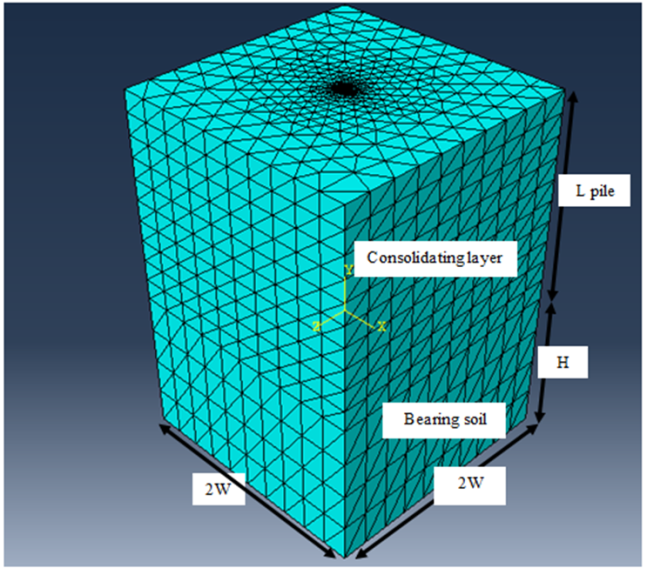 L pile
Consolidating layer
Y
Z
X
H
Bearing soil
2W
2W